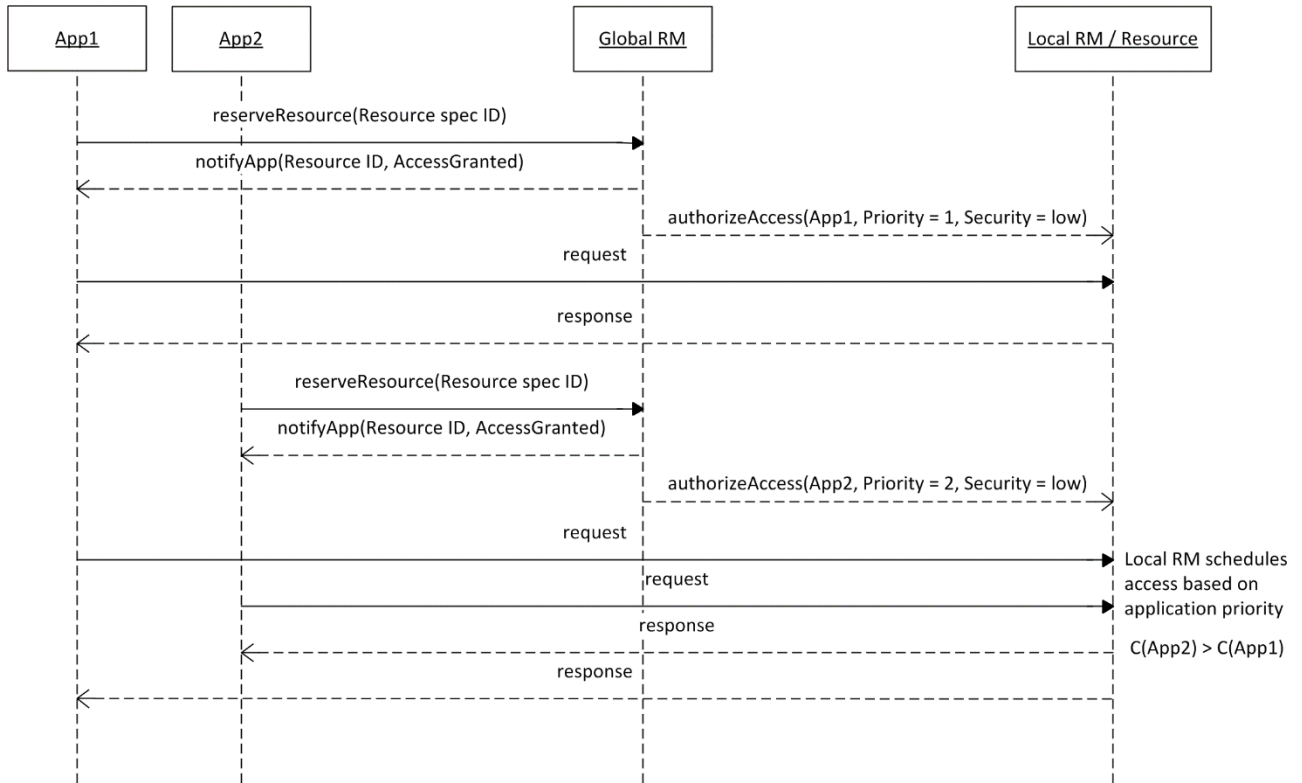 App1
App2
Global RM
Local RM / Resource
reserveResource(Resource spec ID)
notifyApp(Resource ID, AccessGranted)
authorizeAccess(App1, Priority = 1, Security = low)
request
response
reserveResource(Resource spec ID)
notifyApp(Resource ID, AccessGranted)
authorizeAccess(App2, Priority = 2, Security = low)
request
Local RM schedules
access based on
application priority
request
response
C(App2) > C(App1)
response